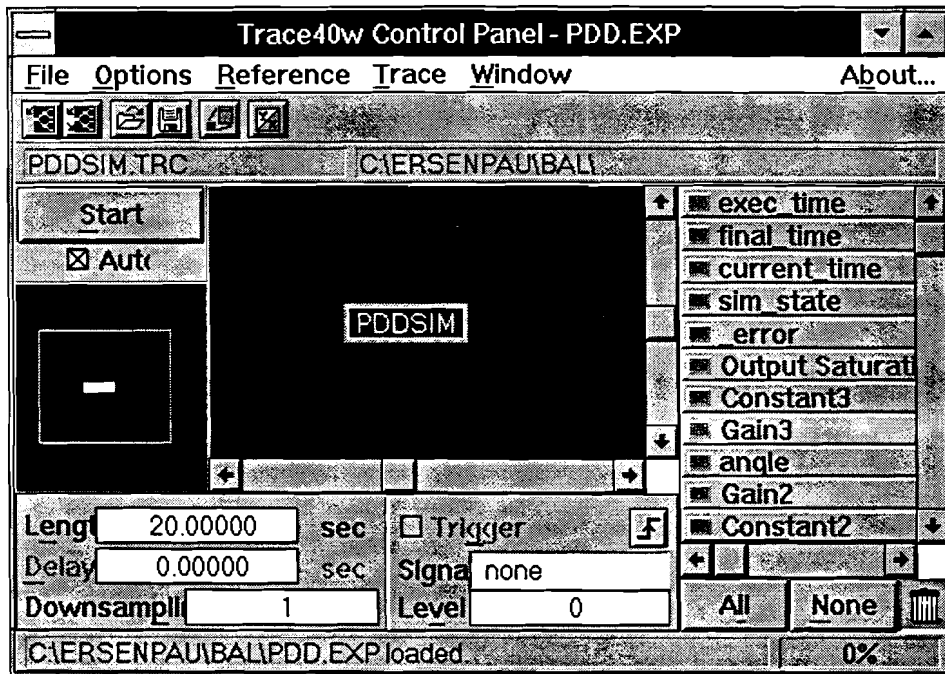 Trace40w Control Panel - PDD.EXP
File Options Reference Trace Window About...
PDDSIM.TRC C:\ERSENPAU\BAL\
Start
Auto
PDDSIM
exec_time
final_time
current_time
sim_state
_error
Output Saturati
Constant3
Gain3
angle
Gain2
Constant2
Lengt 20.00000 sec
Delay 0.00000 sec
Downsampli 1
Trigger
Signa none
Level 0
All None
C:\ERSENPAU\BAL\PDD.EXP loaded. 0%